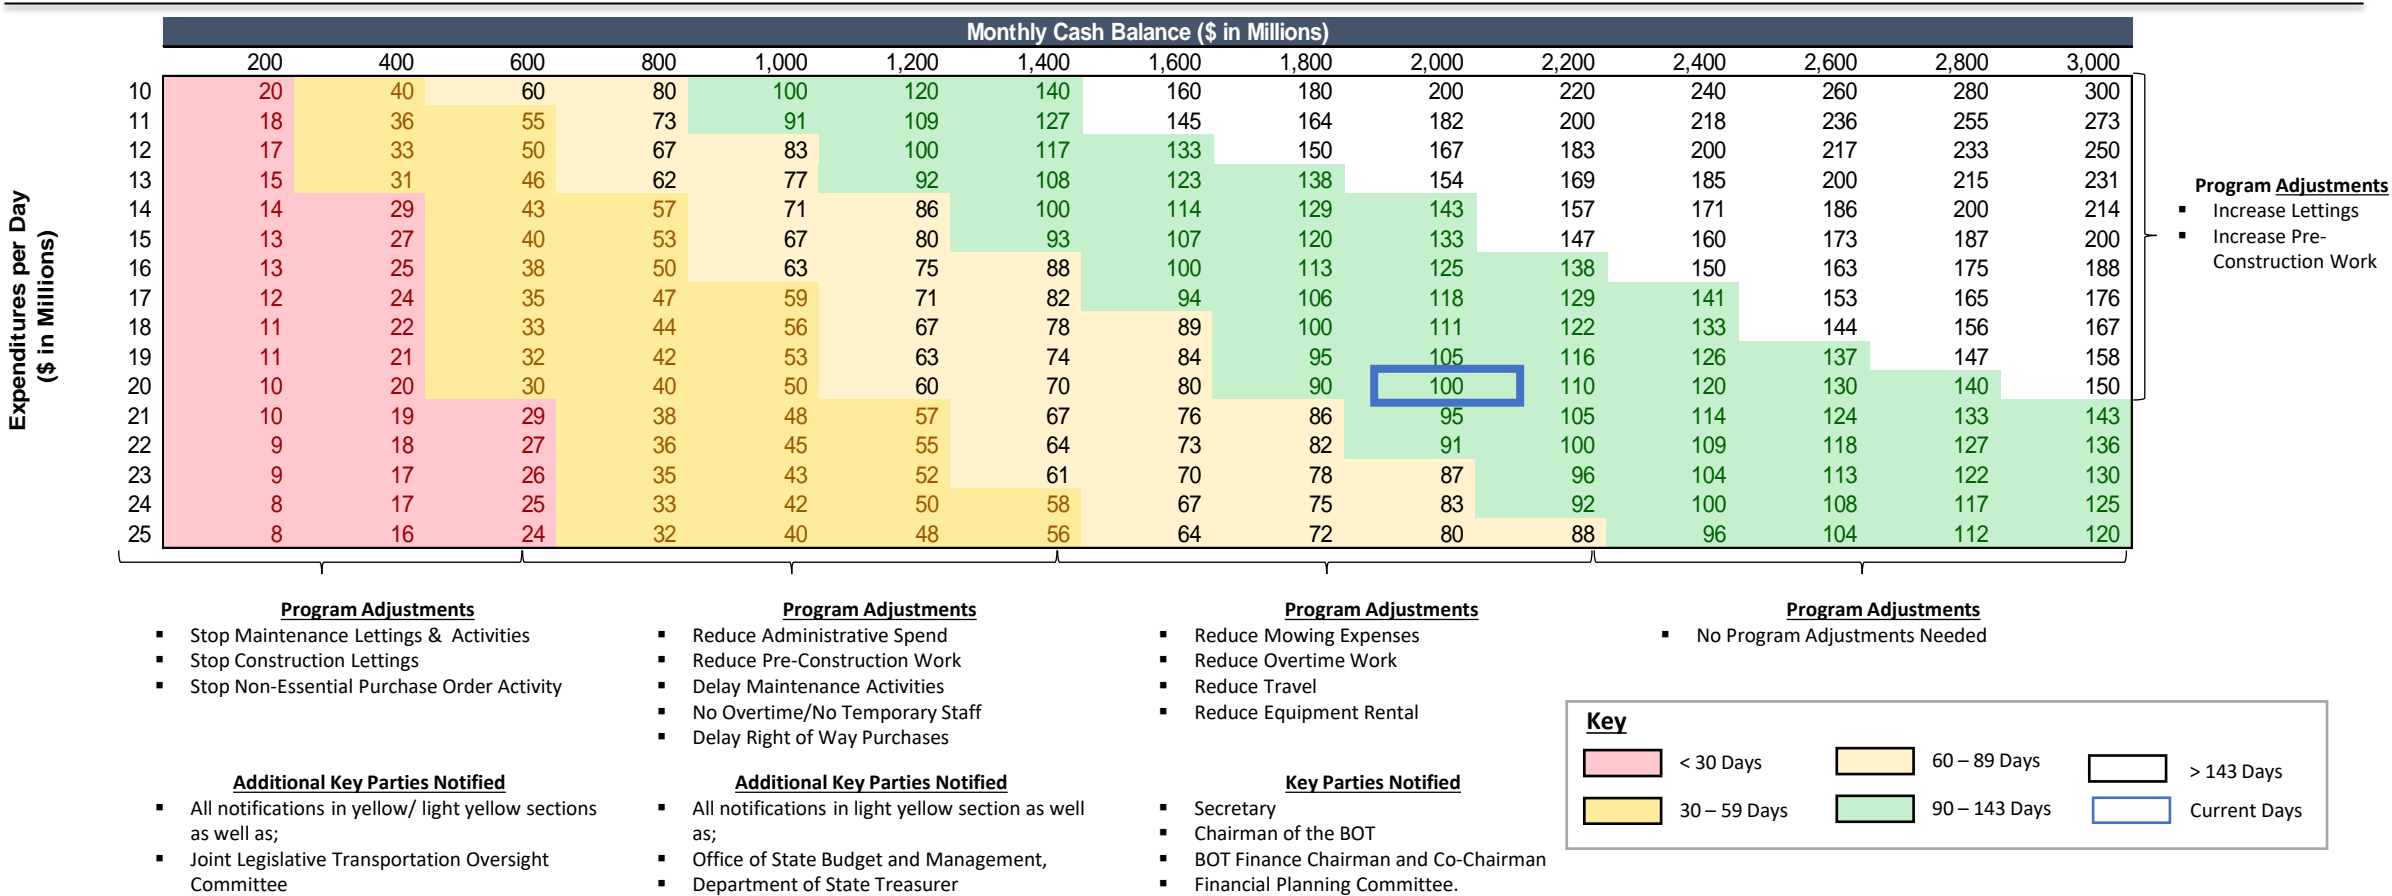 Monthly Cash Balance ($ in Millions)
200 400 600 800 1,000 1,200 1,400 1,600 1,800 2,000 2,200 2,400 2,600 2,800 3,000
Expenditures per Day
($ in Millions)
10 20 40 60 80 100 120 140 160 180 200 220 240 260 280 300
11 18 36 55 73 91 109 127 145 164 182 200 218 236 255 273
12 17 33 50 67 83 100 117 133 150 167 183 200 217 233 250
13 15 31 46 62 77 92 108 123 138 154 169 185 200 215 231
14 14 29 43 57 71 86 100 114 129 143 157 171 186 200 214
15 13 27 40 53 67 80 93 107 120 133 147 160 173 187 200
16 13 25 38 50 63 75 88 100 113 125 138 150 163 175 188
17 12 24 35 47 59 71 82 94 106 118 129 141 153 165 176
18 11 22 33 44 56 67 78 89 100 111 122 133 144 156 167
19 11 21 32 42 53 63 74 84 95 105 116 126 137 147 158
20 10 20 30 40 50 60 70 80 90 100 110 120 130 140 150
21 10 19 29 38 48 57 67 76 86 95 105 114 124 133 143
22 9 18 27 36 45 55 64 73 82 91 100 109 118 127 136
23 9 17 26 35 43 52 61 70 78 87 96 104 113 122 130
24 8 17 25 33 42 50 58 67 75 83 92 100 108 117 125
25 8 16 24 32 40 48 56 64 72 80 88 96 104 112 120
Program Adjustments
▪ Increase Lettings
▪ Increase Pre-
Construction Work
Program Adjustments
▪ Stop Maintenance Lettings & Activities
▪ Stop Construction Lettings
▪ Stop Non-Essential Purchase Order Activity
Additional Key Parties Notified
▪ All notifications in yellow/ light yellow sections
as well as;
▪ Joint Legislative Transportation Oversight
Committee
Program Adjustments
▪ Reduce Administrative Spend
▪ Reduce Pre-Construction Work
▪ Delay Maintenance Activities
▪ No Overtime/No Temporary Staff
▪ Delay Right of Way Purchases
Additional Key Parties Notified
▪ All notifications in light yellow section as well
as;
▪ Office of State Budget and Management,
▪ Department of State Treasurer
Program Adjustments
▪ Reduce Mowing Expenses
▪ Reduce Overtime Work
▪ Reduce Travel
▪ Reduce Equipment Rental
Key Parties Notified
▪ Secretary
▪ Chairman of the BOT
▪ BOT Finance Chairman and Co-Chairman
▪ Financial Planning Committee.
Program Adjustments
▪ No Program Adjustments Needed
Key
< 30 Days
60 – 89 Days
> 143 Days
30 – 59 Days
90 – 143 Days
Current Days